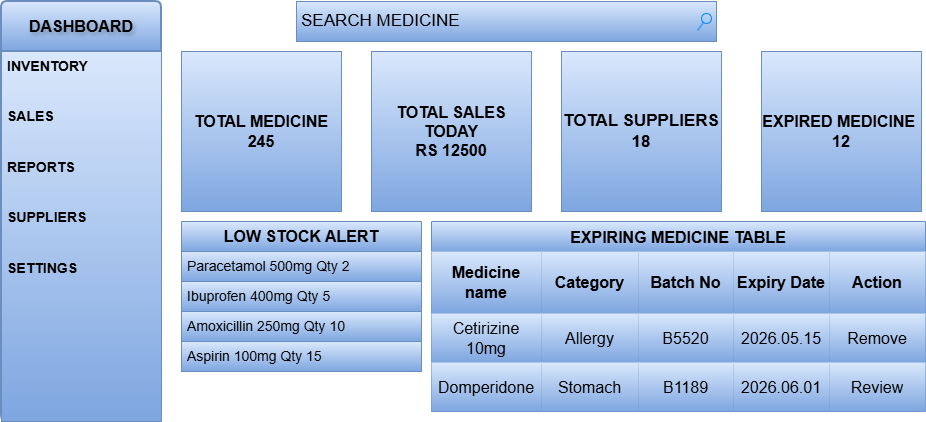 DASHBOARD
INVENTORY
SALES
REPORTS
SUPPLIERS
SETTINGS
SEARCH MEDICINE
TOTAL MEDICINE
245
TOTAL SALES
TODAY
RS 12500
TOTAL SUPPLIERS
18
EXPIRED MEDICINE
12
LOW STOCK ALERT
Paracetamol 500mg Qty 2
Ibuprofen 400mg Qty 5
Amoxicillin 250mg Qty 10
Aspirin 100mg Qty 15
EXPIRING MEDICINE TABLE
Medicine
name
Category
Batch No
Expiry Date
Action
Cetirizine
10mg
Allergy
B5520
2026.05.15
Remove
Domperidone
Stomach
B1189
2026.06.01
Review